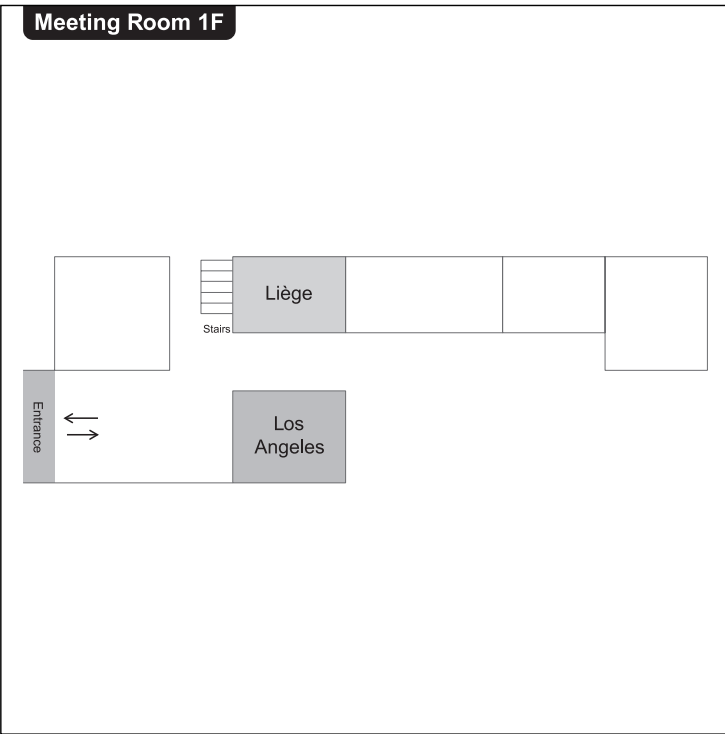 Meeting Room 1F
Liège
Stairs
Entrance
Los
Angeles